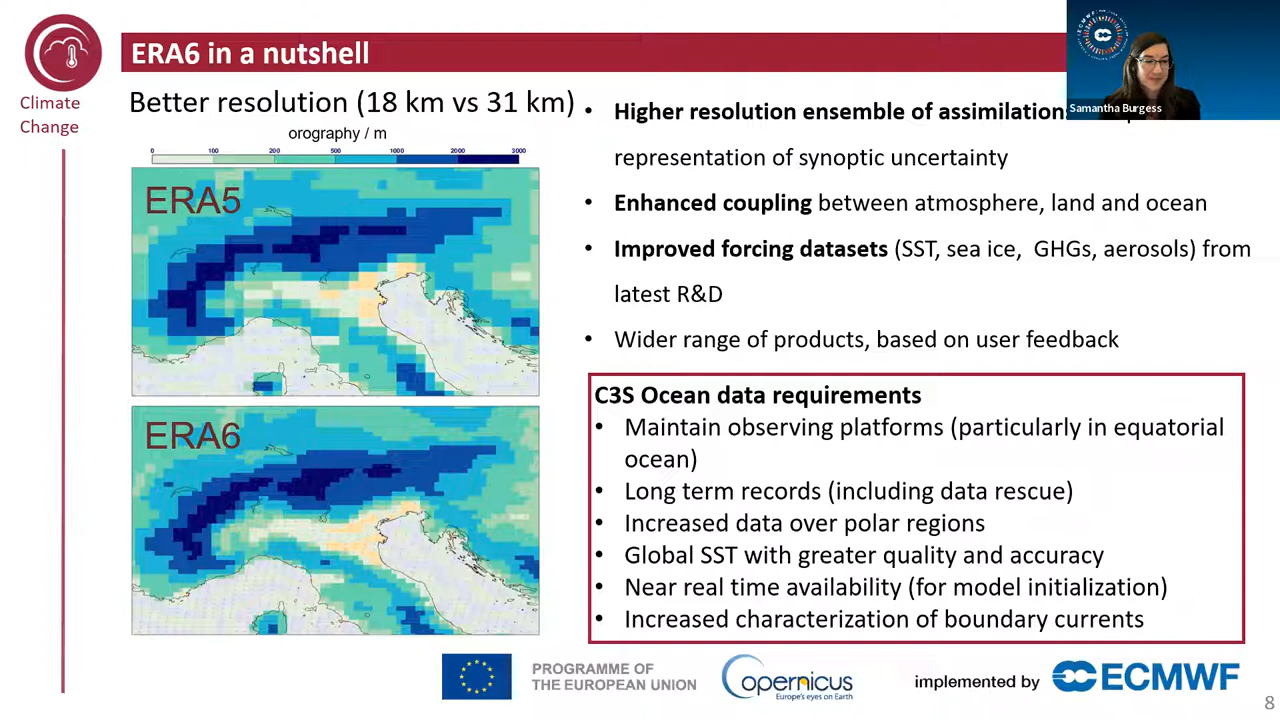 Climate
Change
ERA6 in a nutshell
Samantha Burgess
Better resolution (18 km vs 31 km)
orography / m
0 100 200 500 1000 2000 3000
ERA5
ERA6
• Higher resolution ensemble of assimilations
representation of synoptic uncertainty
• Enhanced coupling between atmosphere, land and ocean
• Improved forcing datasets (SST, sea ice, GHGs, aerosols) from
latest R&D
• Wider range of products, based on user feedback
C3S Ocean data requirements
• Maintain observing platforms (particularly in equatorial
ocean)
• Long term records (including data rescue)
• Increased data over polar regions
• Global SST with greater quality and accuracy
• Near real time availability (for model initialization)
• Increased characterization of boundary currents
PROGRAMME OF
THE EUROPEAN UNION
opernicus
Europe's eyes on Earth
implemented by
ECMWF
8